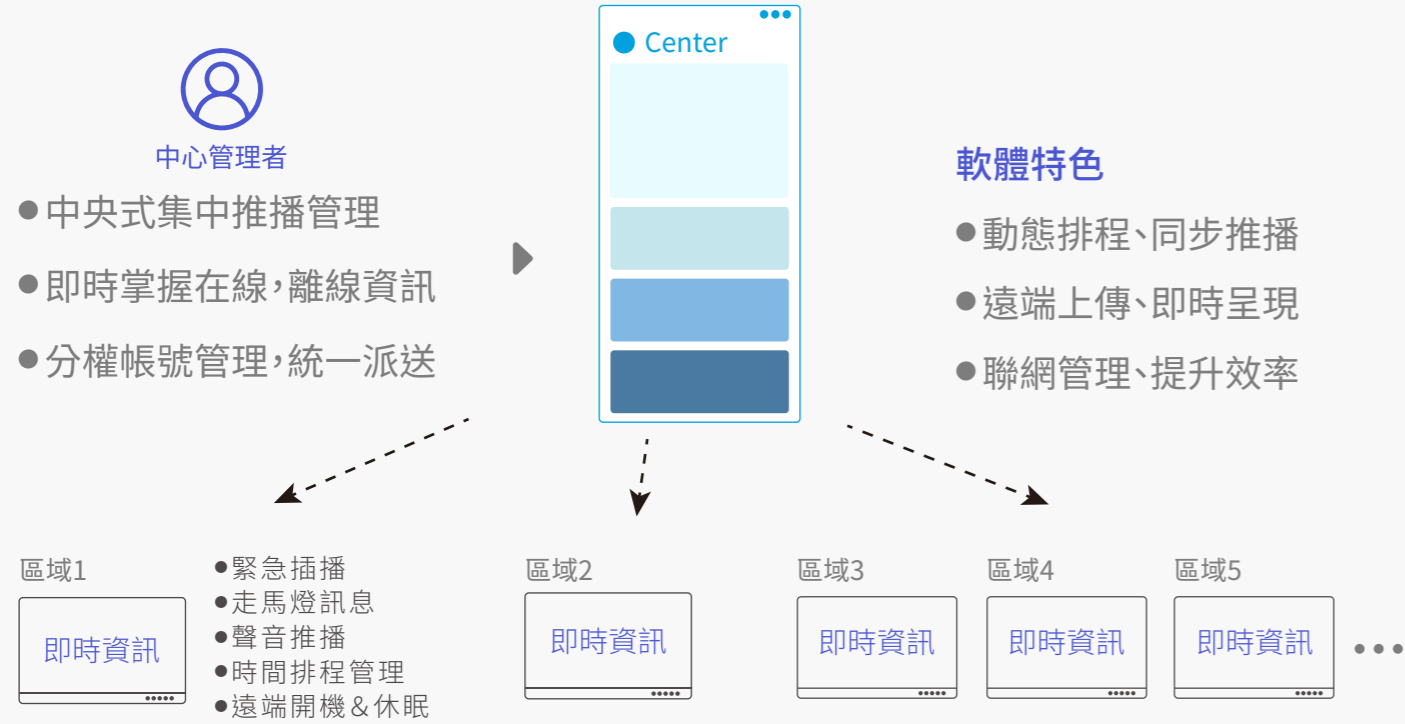 Center
中心管理者
●中央式集中推播管理
●即時掌握在線,離線資訊
●分權帳號管理,統一派送
軟體特色
●動態排程、同步推播
●遠端上傳、即時呈現
●聯網管理、提升效率
區域1
即時資訊
●緊急插播
●走馬燈訊息
●聲音推播
●時間排程管理
●遠端開機&休眠
區域2
即時資訊
區域3
即時資訊
區域4
即時資訊
區域5
即時資訊